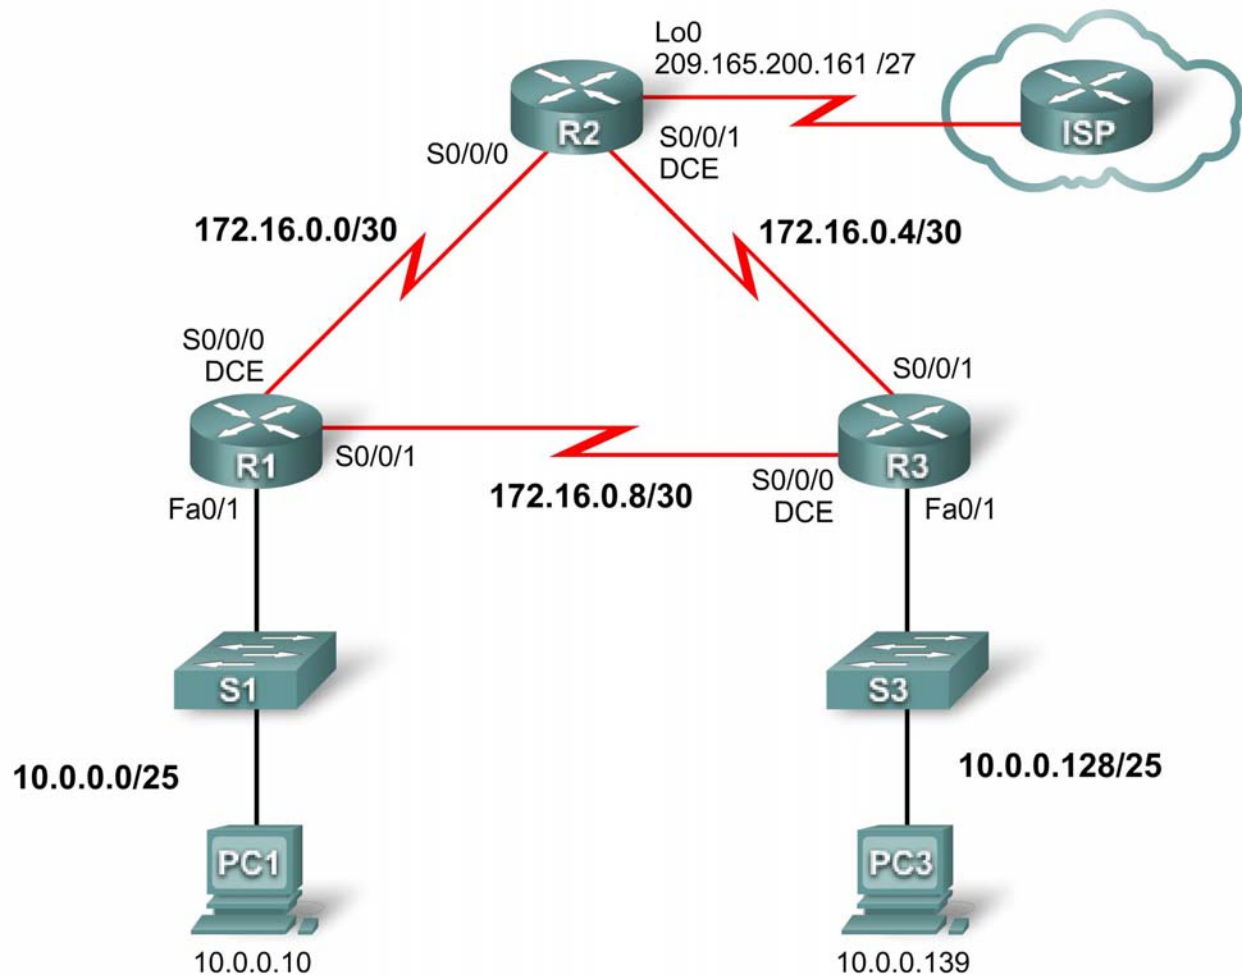 Lo0
209.165.200.161 /27
R2
ISP
S0/0/0
S0/0/1
DCE
172.16.0.0/30
172.16.0.4/30
S0/0/0
DCE
S0/0/1
R1
S0/0/1
R3
172.16.0.8/30
S0/0/0
DCE
Fa0/1
Fa0/1
S1
S3
10.0.0.0/25
10.0.0.128/25
PC1
PC3
10.0.0.10
10.0.0.139